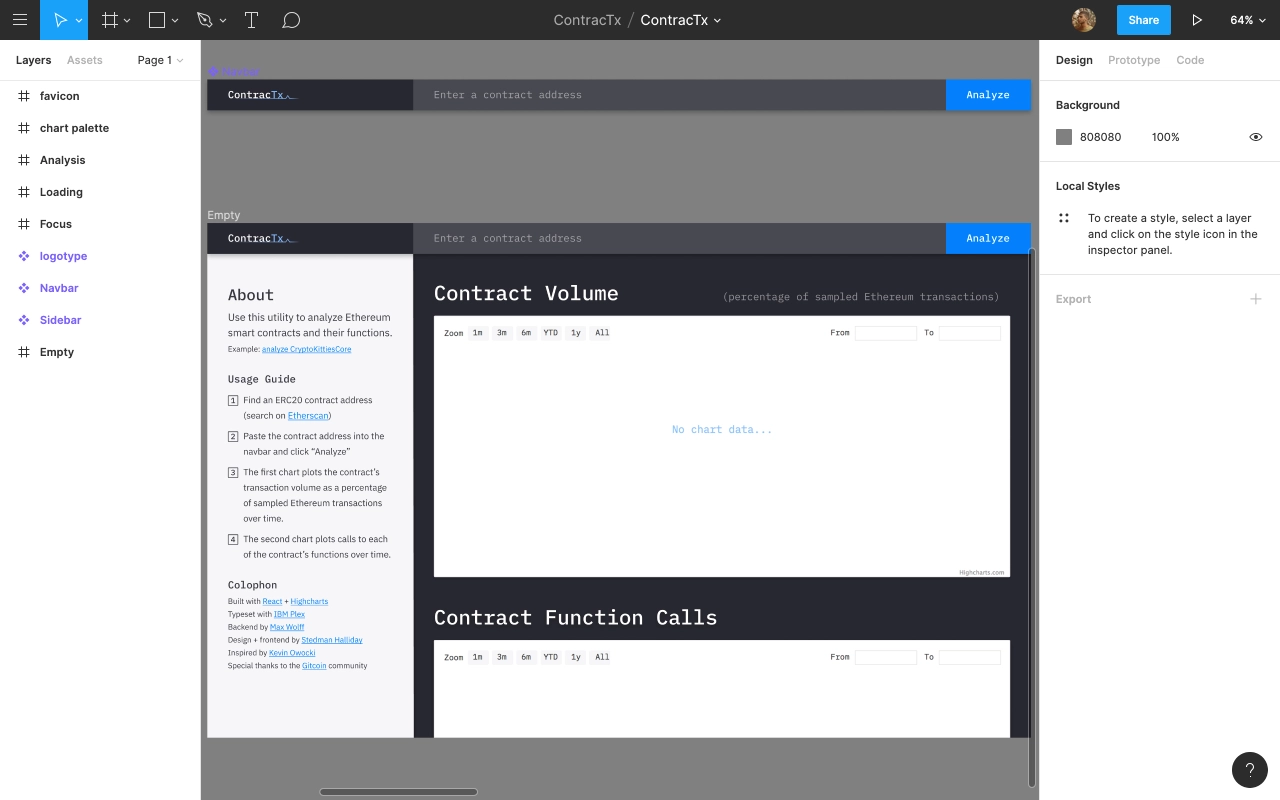 ContracTx / ContracTx
Share
64%
Layers
Assets
Page 1
favicon
chart palette
Analysis
Loading
Focus
logotype
Navbar
Sidebar
Empty
Navbar
ContracTx
Enter a contract address
Analyze
Empty
ContracTx
Enter a contract address
Analyze
About
Use this utility to analyze Ethereum
smart contracts and their functions.
Example: analyze CryptoKittiesCore
Usage Guide
1 Find an ERC20 contract address
(search on Etherscan)
2 Paste the contract address into the
navbar and click “Analyze”
3 The first chart plots the contract’s
transaction volume as a percentage
of sampled Ethereum transactions
over time.
4 The second chart plots calls to each
of the contract’s functions over time.
Colophon
Built with React + Highcharts
Typeset with IBM Plex
Backend by Max Wolff
Design + frontend by Stedman Halliday
Inspired by Kevin Owocki
Special thanks to the Gitcoin community
Contract Volume
(percentage of sampled Ethereum transactions)
Zoom 1m 3m 6m YTD 1y All
From To
No chart data...
Highcharts.com
Contract Function Calls
Zoom 1m 3m 6m YTD 1y All
From To
Design
Prototype
Code
Background
808080 100%
Local Styles
To create a style, select a layer
and click on the style icon in the
inspector panel.
Export
?